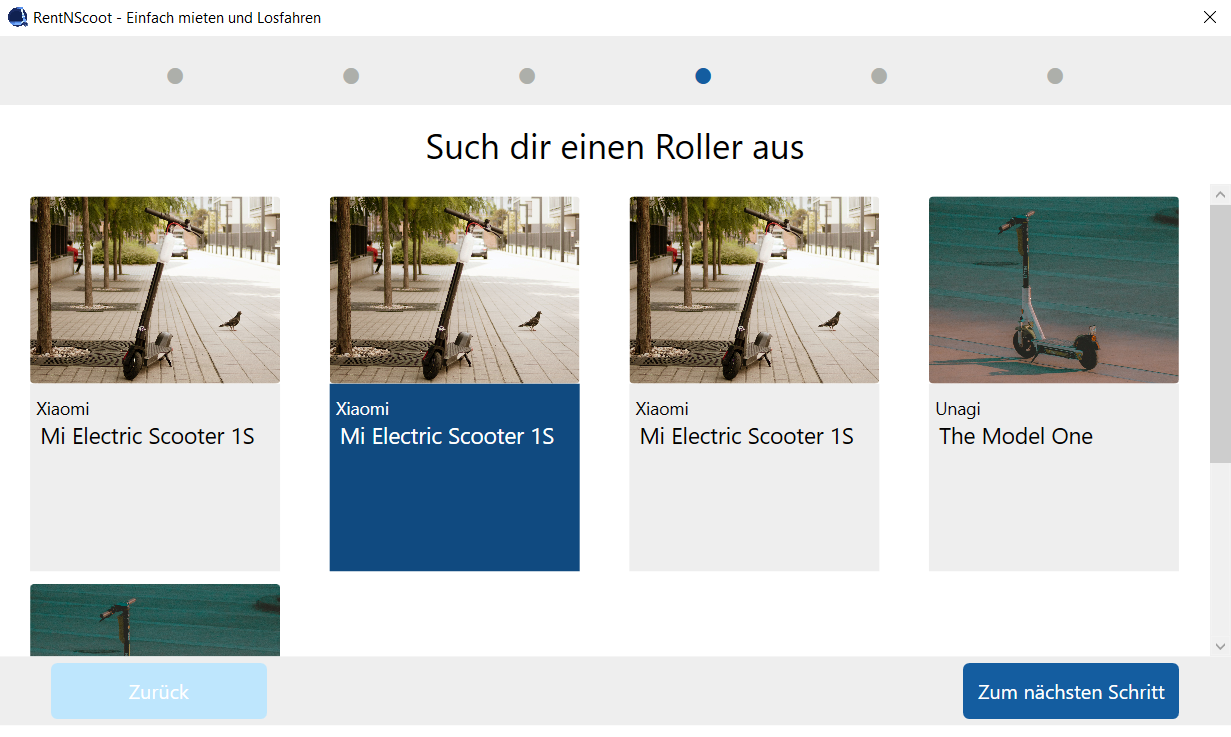 RentNScoot - Einfach mieten und Losfahren
Such dir einen Roller aus
Xiaomi
Mi Electric Scooter 1S
Xiaomi
Mi Electric Scooter 1S
Xiaomi
Mi Electric Scooter 1S
Unagi
The Model One
Zurück
Zum nächsten Schritt